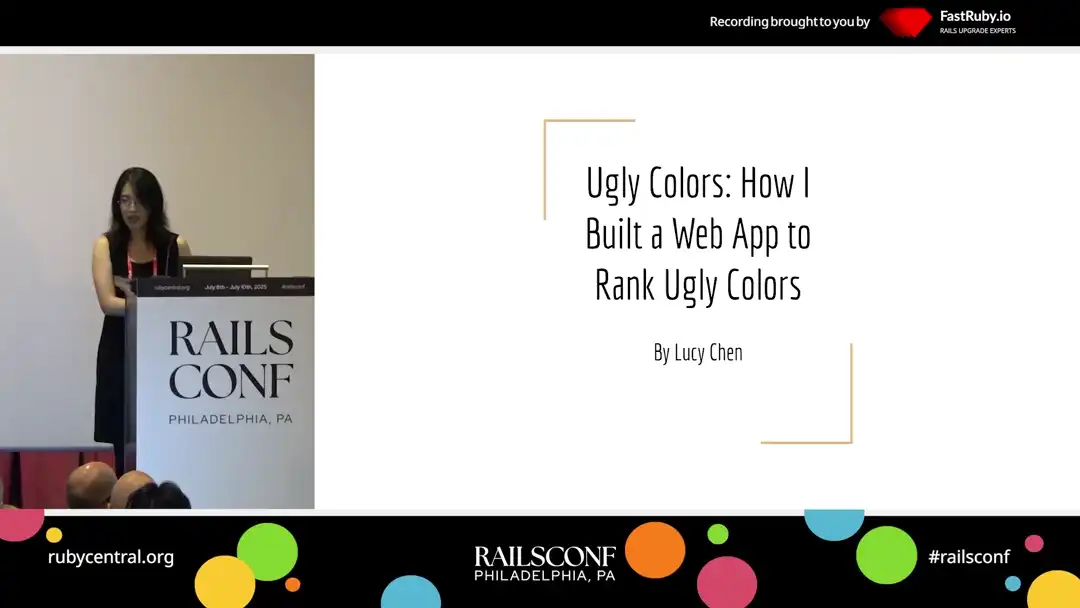 Recording brought to you by
FastRuby.io
RAILS UPGRADE EXPERTS
Ugly Colors: How I
Built a Web App to
Rank Ugly Colors
By Lucy Chen
rubycentral.org July 8th - July 10th, 2025 #railsconf
RAILS
CONF
PHILADELPHIA, PA
rubycentral.org
RAILSCONF
PHILADELPHIA, PA
#railsconf